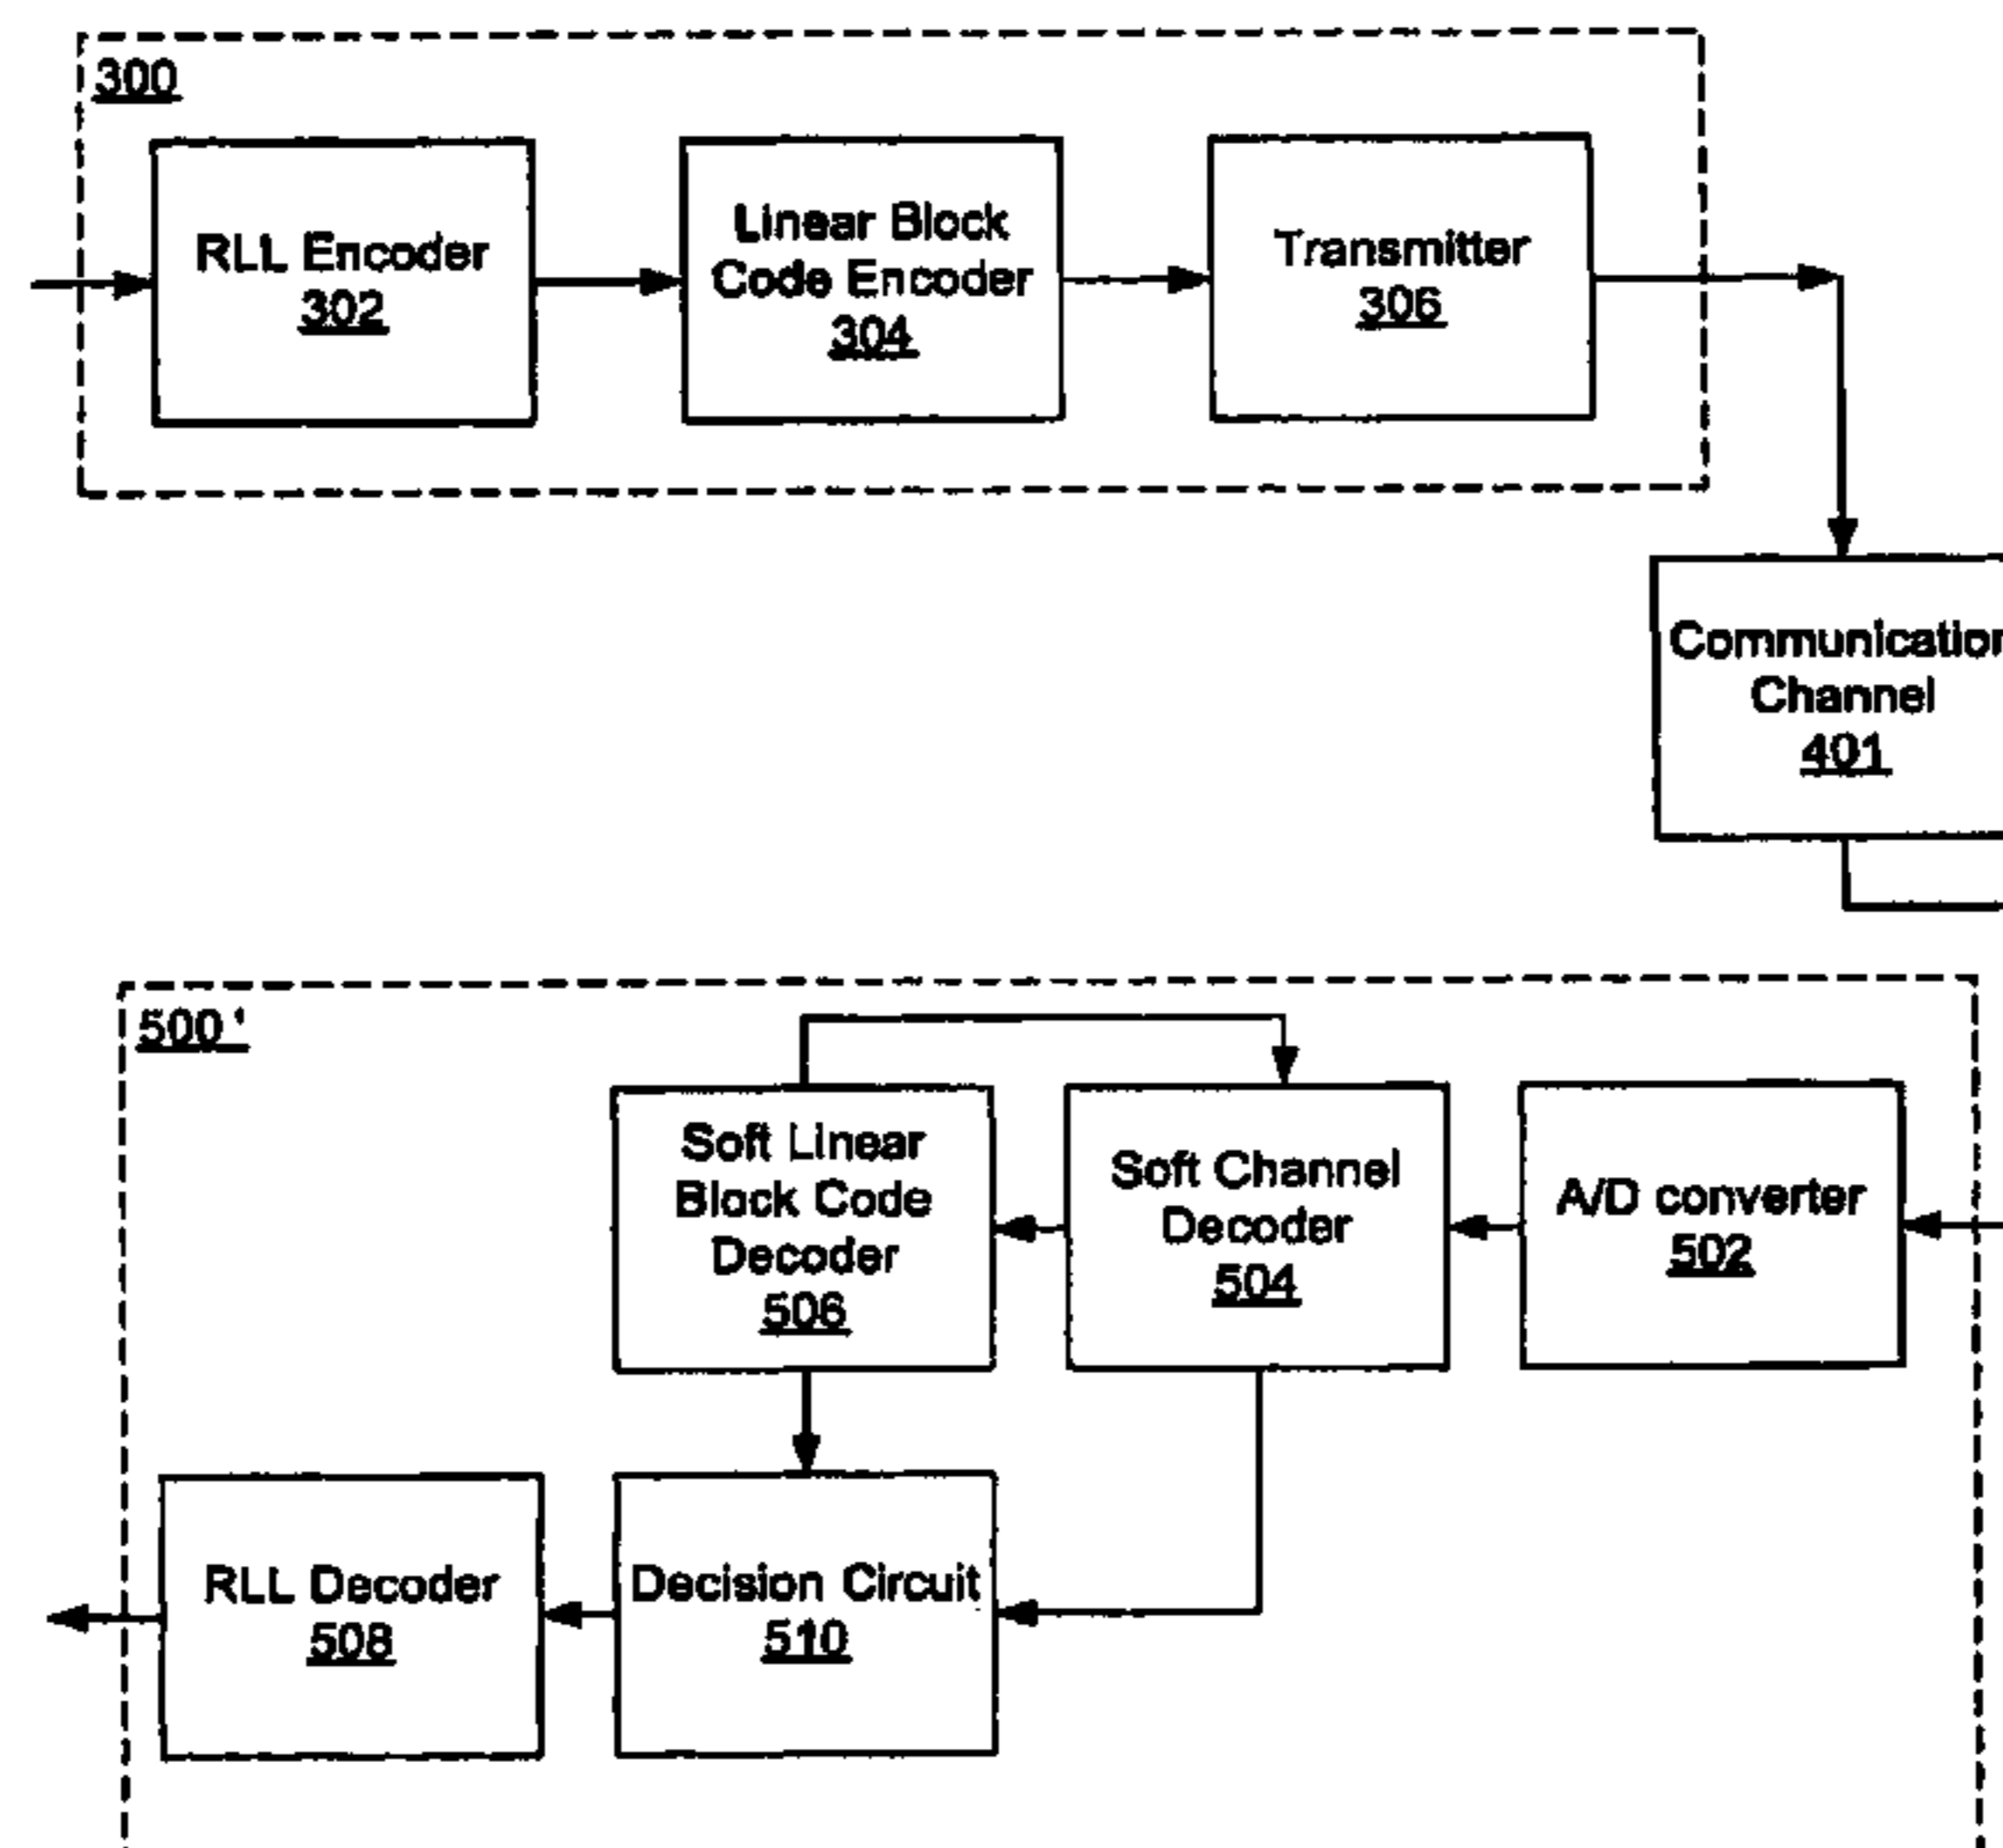 300
RLL Encoder
302
Linear Block
Code Encoder
304
Transmitter
306
Communication
Channel
401
500'
Soft Linear
Block Code
Decoder
506
Soft Channel
Decoder
504
A/D converter
502
RLL Decoder
508
Decision Circuit
510